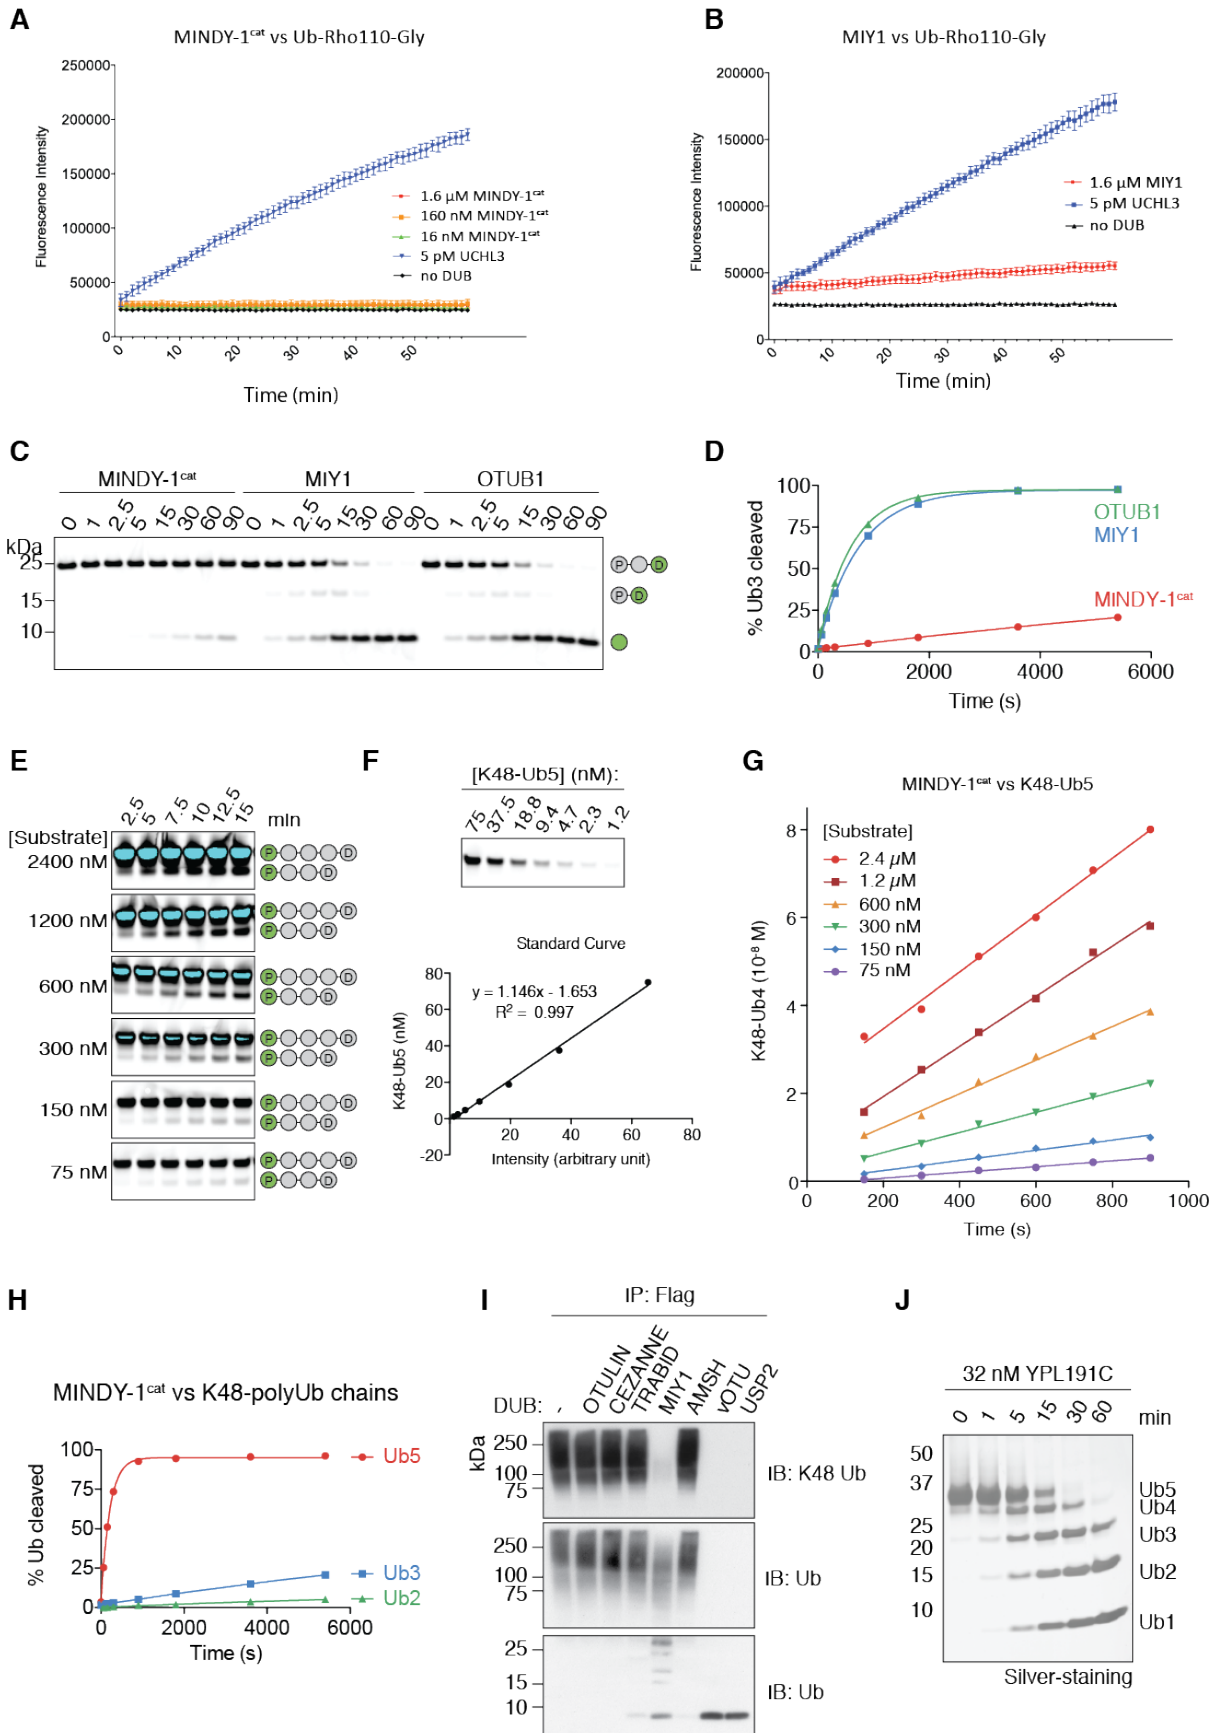 A
MINDY-1cat vs Ub-Rho110-Gly
250000
200000
150000
100000
50000
0
Fluorescence Intensity
1.6 µM MINDY-1cat
160 nM MINDY-1cat
16 nM MINDY-1cat
5 pM UCHL3
no DUB
0 10 20 30 40 50
Time (min)
B
MIY1 vs Ub-Rho110-Gly
200000
150000
100000
50000
0
Fluorescence Intensity
1.6 µM MIY1
5 pM UCHL3
no DUB
0 10 20 30 40 50
Time (min)
C
MINDY-1cat MIY1 OTUB1
0 1 2.5 5 15 30 60 90 0 1 2.5 5 15 30 60 90 0 1 2.5 5 15 30 60 90
kDa
25
15
10
P D
P D
D
% Ub3 cleaved
100
75
50
25
0
OTUB1
MIY1
MINDY-1cat
0 2000 4000 6000
Time (s)
E
2.5 5 7.5 10 12.5 15 min
[Substrate]
2400 nM
P D
P D
1200 nM
P D
P D
600 nM
P D
P D
300 nM
P D
P D
150 nM
P D
P D
75 nM
P D
P D
F
[K48-Ub5] (nM):
75 37.5 18.8 9.4 4.7 2.3 1.2
Standard Curve
y = 1.146x - 1.653
R2 = 0.997
K48-Ub5 (nM)
80
60
40
20
0
-20
20 40 60 80
Intensity (arbitrary unit)
G
MINDY-1cat vs K48-Ub5
[Substrate]
2.4 µM
1.2 µM
600 nM
300 nM
150 nM
75 nM
K48-Ub4 (10-8 M)
8
6
4
2
0
0 200 400 600 800 1000
Time (s)
H
MINDY-1cat vs K48-polyUb chains
% Ub cleaved
100
75
50
25
0
Ub5
Ub3
Ub2
0 2000 4000 6000
Time (s)
I
IP: Flag
DUB: - OTULIN CEZANNE TRABID MIY1 AMSH vOTU USP2
kDa
250
100
75
IB: K48 Ub
250
100
75
IB: Ub
25
15
10
IB: Ub
J
32 nM YPL191C
0 1 5 15 30 60 min
50
37
25
20
15
10
Ub5
Ub4
Ub3
Ub2
Ub1
Silver-staining